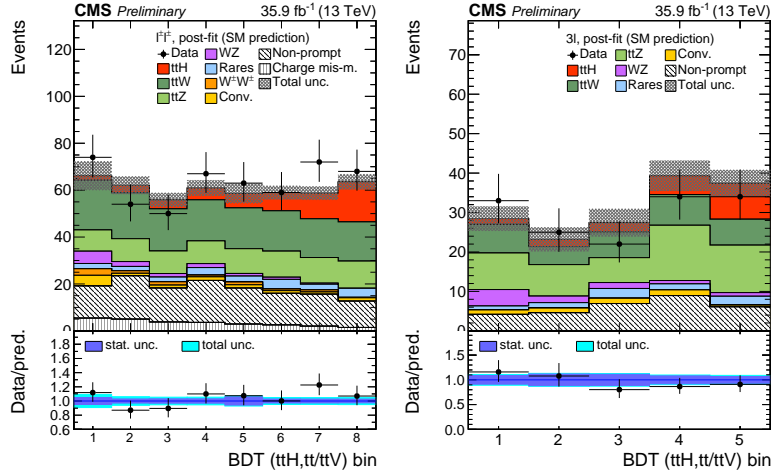 CMS Preliminary 35.9 fb⁻¹ (13 TeV)
Events
l±l±, post-fit (SM prediction)
Data
WZ
Non-prompt
ttH
Rares
Charge mis-m.
ttW
W±W±
Total unc.
ttZ
Conv.
120
100
80
60
40
20
0
Data/pred.
stat. unc.
total unc.
1.8
1.6
1.4
1.2
1.0
0.8
0.6
1 2 3 4 5 6 7 8
BDT (ttH,tt/ttV) bin
CMS Preliminary 35.9 fb⁻¹ (13 TeV)
Events
3l, post-fit (SM prediction)
Data
ttZ
Conv.
ttH
WZ
Non-prompt
ttW
Rares
Total unc.
70
60
50
40
30
20
10
0
Data/pred.
stat. unc.
total unc.
1.5
1.0
0.5
0.0
1 2 3 4 5
BDT (ttH,tt/ttV) bin